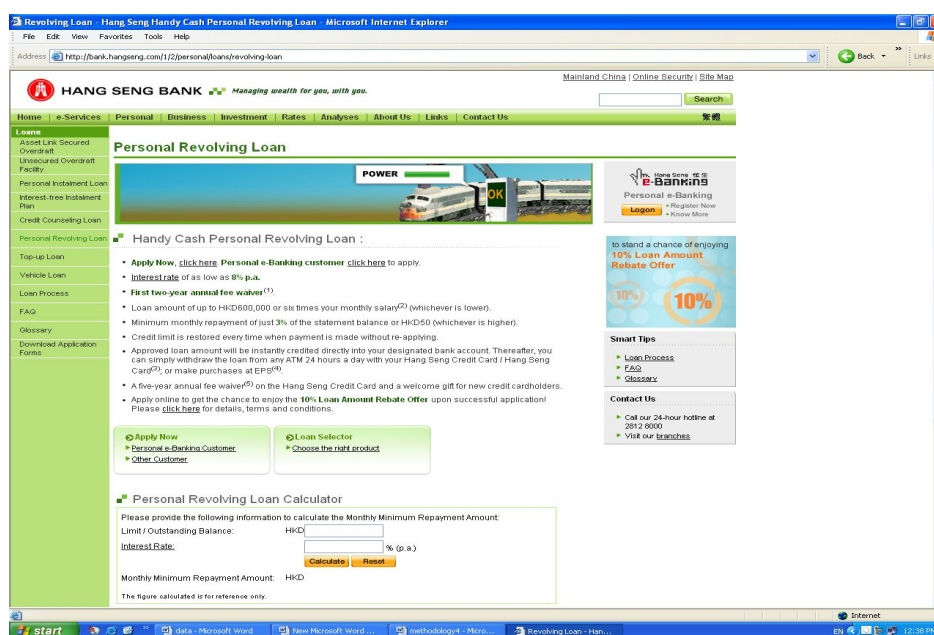 Revolving Loan - Hang Seng Handy Cash Personal Revolving Loan - Microsoft Internet Explorer
File Edit View Favorites Tools Help
Address http://bank.hangseng.com/1/2/personal/loans/revolving-loan
Back
Links
Mainland China | Online Security | Site Map
HANG SENG BANK Managing wealth for you, with you.
Search
Home | e-Services | Personal | Business | Investment | Rates | Analyses | About Us | Links | Contact Us
繁體
Loans
Asset Link Secured
Overdraft
Unsecured Overdraft
Facility
Personal Instalment Loan
Interest-free Instalment
Plan
Credit Counseling Loan
Personal Revolving Loan
Top-up Loan
Vehicle Loan
Loan Process
FAQ
Glossary
Download Application
Forms
Personal Revolving Loan
POWER
OK
Handy Cash Personal Revolving Loan :
• Apply Now, click here. Personal e-Banking customer click here to apply.
• Interest rate of as low as 8% p.a.
• First two-year annual fee waiver(1).
• Loan amount of up to HKD600,000 or six times your monthly salary(2) (whichever is lower).
• Minimum monthly repayment of just 3% of the statement balance or HKD50 (whichever is higher).
• Credit limit is restored every time when payment is made without re-applying.
• Approved loan amount will be instantly credited directly into your designated bank account. Thereafter, you
can simply withdraw the loan from any ATM 24 hours a day with your Hang Seng Credit Card / Hang Seng
Card(3); or make purchases at EPS(4).
• A five-year annual fee waiver(5) on the Hang Seng Credit Card and a welcome gift for new credit cardholders.
• Apply online to get the chance to enjoy the 10% Loan Amount Rebate Offer upon successful application!
Please click here for details, terms and conditions.
Apply Now
Personal e-Banking Customer
Other Customer
Loan Selector
Choose the right product
Personal Revolving Loan Calculator
Please provide the following information to calculate the Monthly Minimum Repayment Amount:
Limit / Outstanding Balance: HKD
Interest Rate: % (p.a.)
Calculate Reset
Monthly Minimum Repayment Amount: HKD
The figure calculated is for reference only.
Hang Seng 恒生
e-Banking
Personal e-Banking
Logon
• Register Now
• Know More
to stand a chance of enjoying
10% Loan Amount
Rebate Offer
10%
10%
Smart Tips
Loan Process
FAQ
Glossary
Contact Us
Call our 24-hour hotline at
2812 8000
Visit our branches
Internet
start
data - Microsoft Word
New Microsoft Word ...
methodology4 - Micro...
Revolving Loan - Han...
EN
12:38 PM